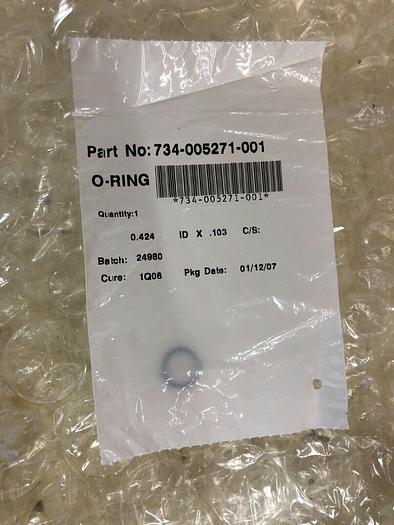 Part No: 734-005271-001
O-RING
*734-005271-001*
Quantity:1
0.424 ID X .103 C/S:
Batch: 24980
Cure: 1Q06 Pkg Date: 01/12/07